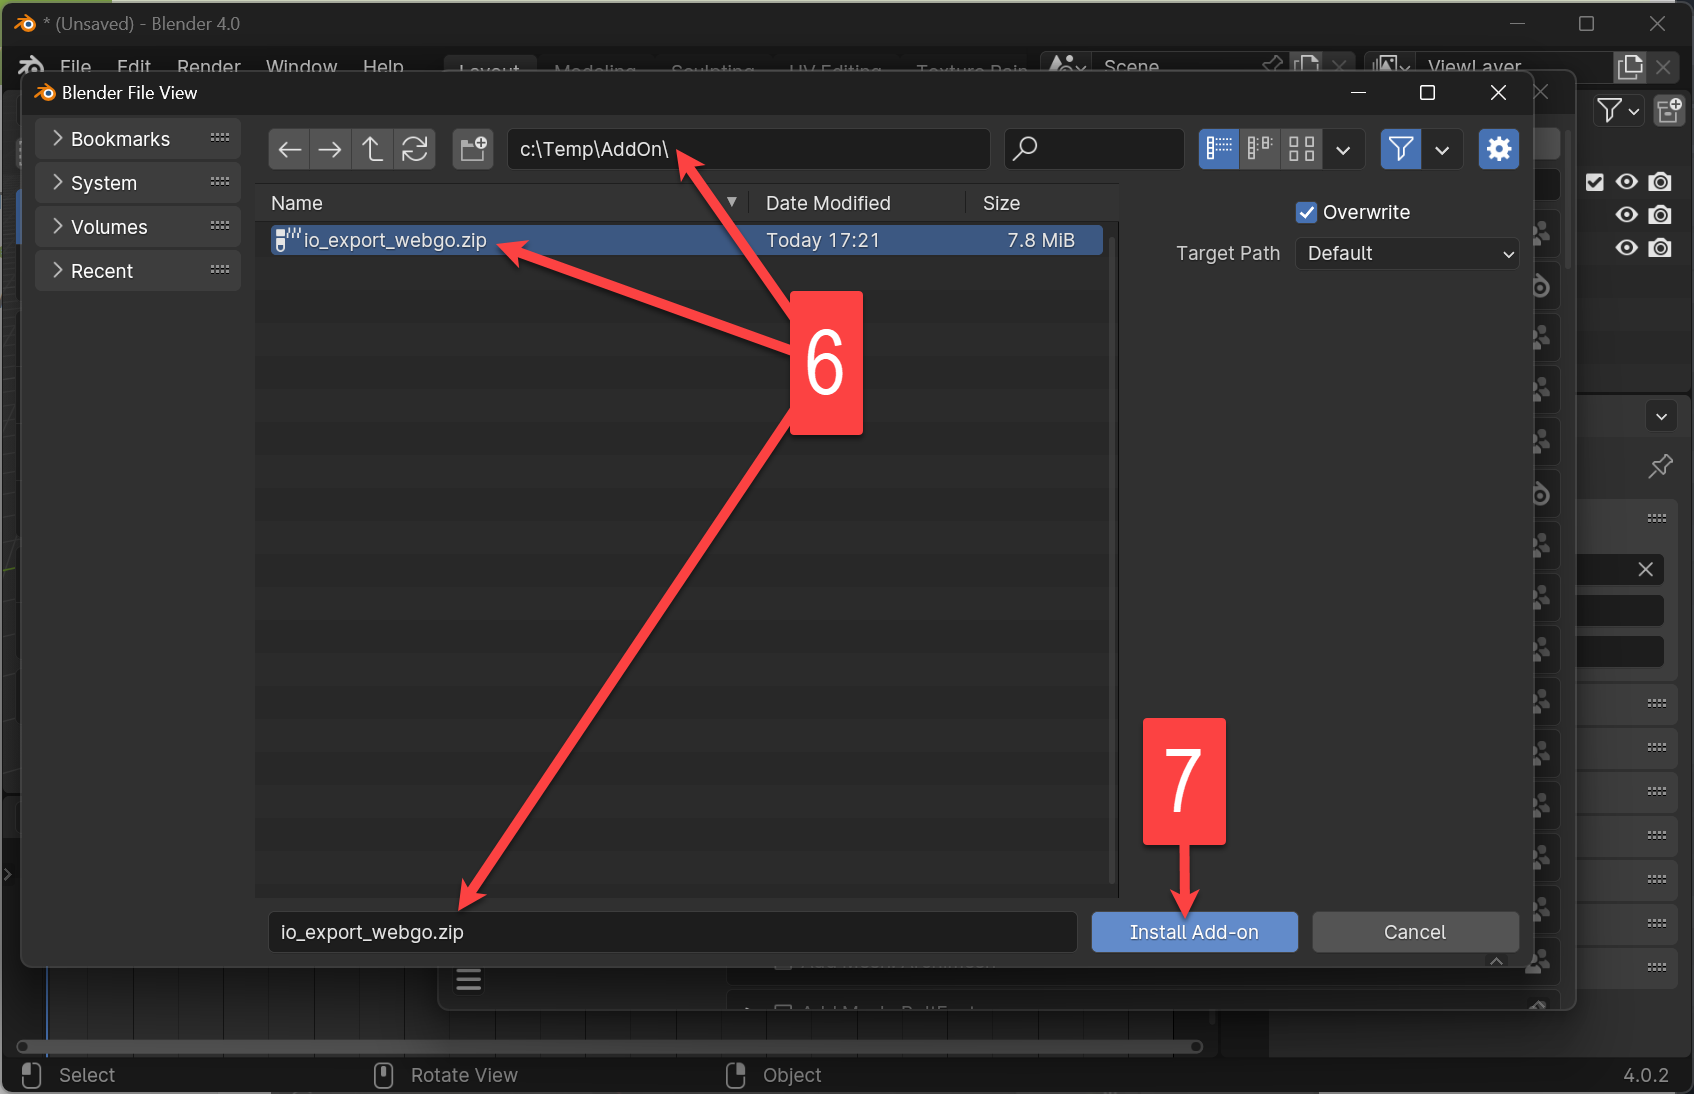 * (Unsaved) - Blender 4.0
File Edit Render Window Help Layout Modeling Sculpting UV Editing Texture Pain Scene ViewLayer
Blender File View
Bookmarks
System
Volumes
Recent
c:\Temp\AddOn\
Name Date Modified Size
io_export_webgo.zip Today 17:21 7.8 MiB
Overwrite
Target Path Default
6
7
io_export_webgo.zip
Install Add-on Cancel
Select Rotate View Object 4.0.2